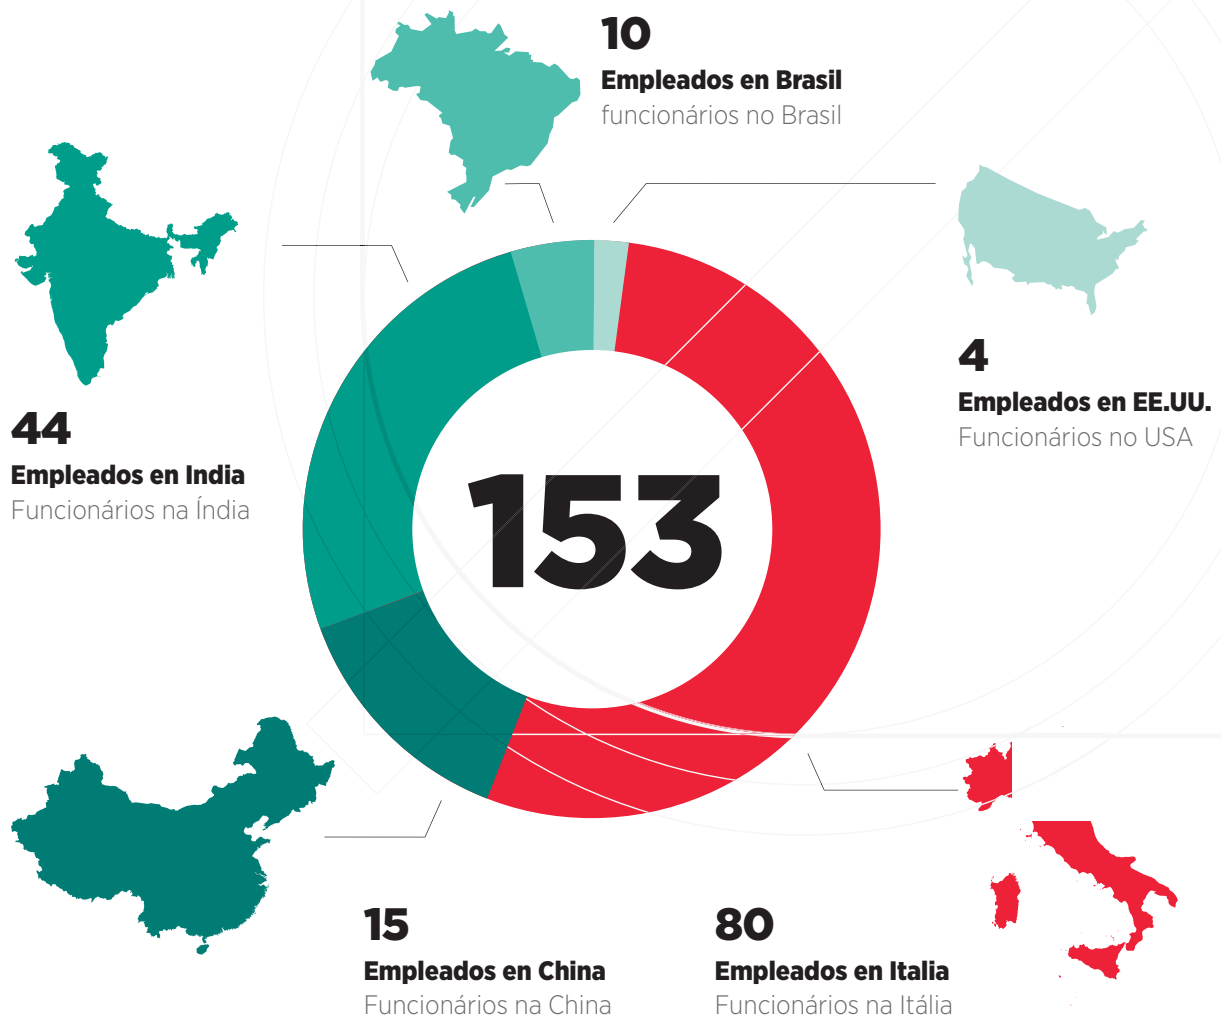 10
Empleados en Brasil
funcionários no Brasil
4
Empleados en EE.UU.
Funcionários no USA
44
Empleados en India
Funcionários na Índia
153
15
Empleados en China
Funcionários na China
80
Empleados en Italia
Funcionários na Itália